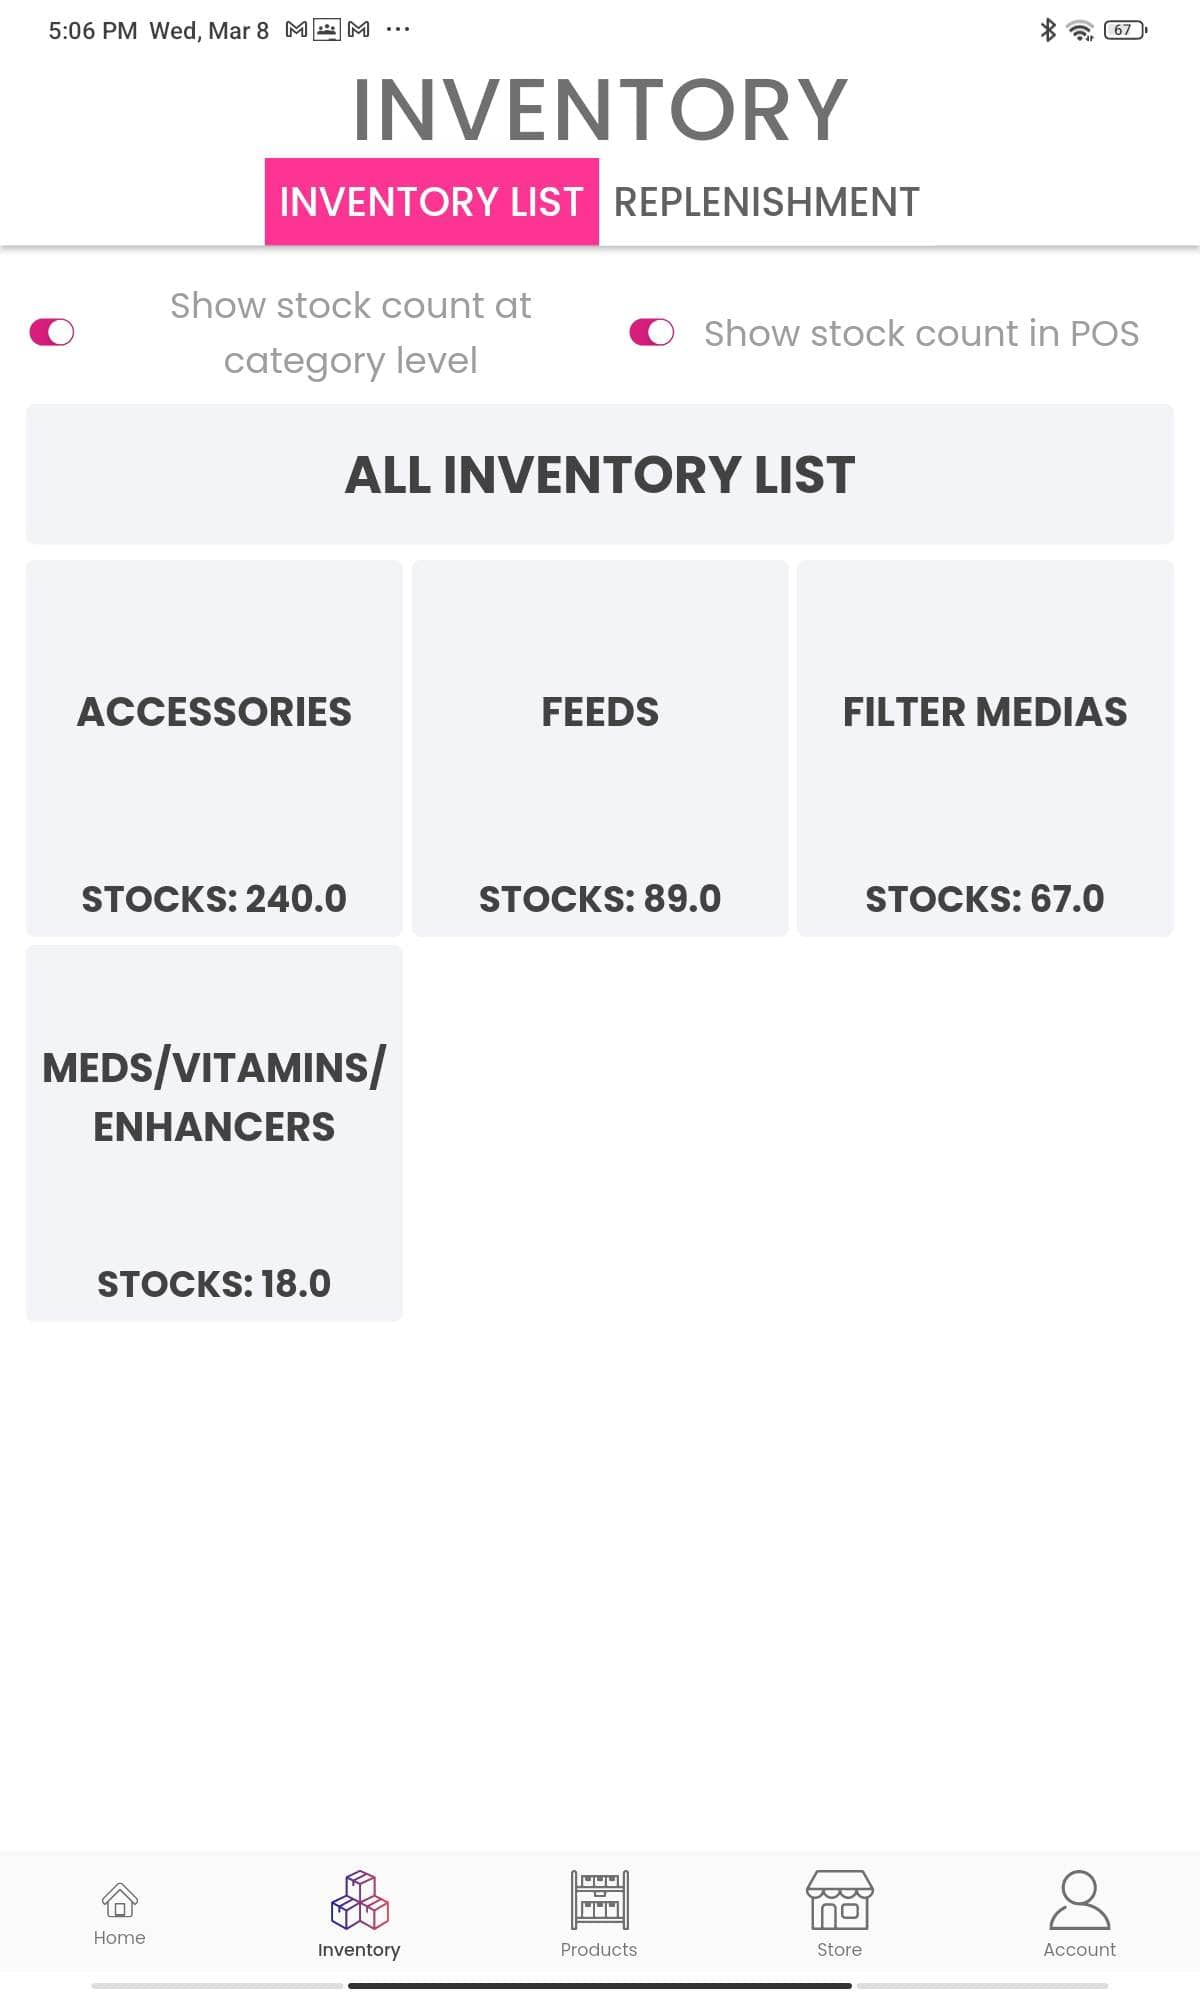 5:06 PM Wed, Mar 8
67
INVENTORY
INVENTORY LIST REPLENISHMENT
Show stock count at
category level
Show stock count in POS
ALL INVENTORY LIST
ACCESSORIES
STOCKS: 240.0
FEEDS
STOCKS: 89.0
FILTER MEDIAS
STOCKS: 67.0
MEDS/VITAMINS/
ENHANCERS
STOCKS: 18.0
Home
Inventory
Products
Store
Account